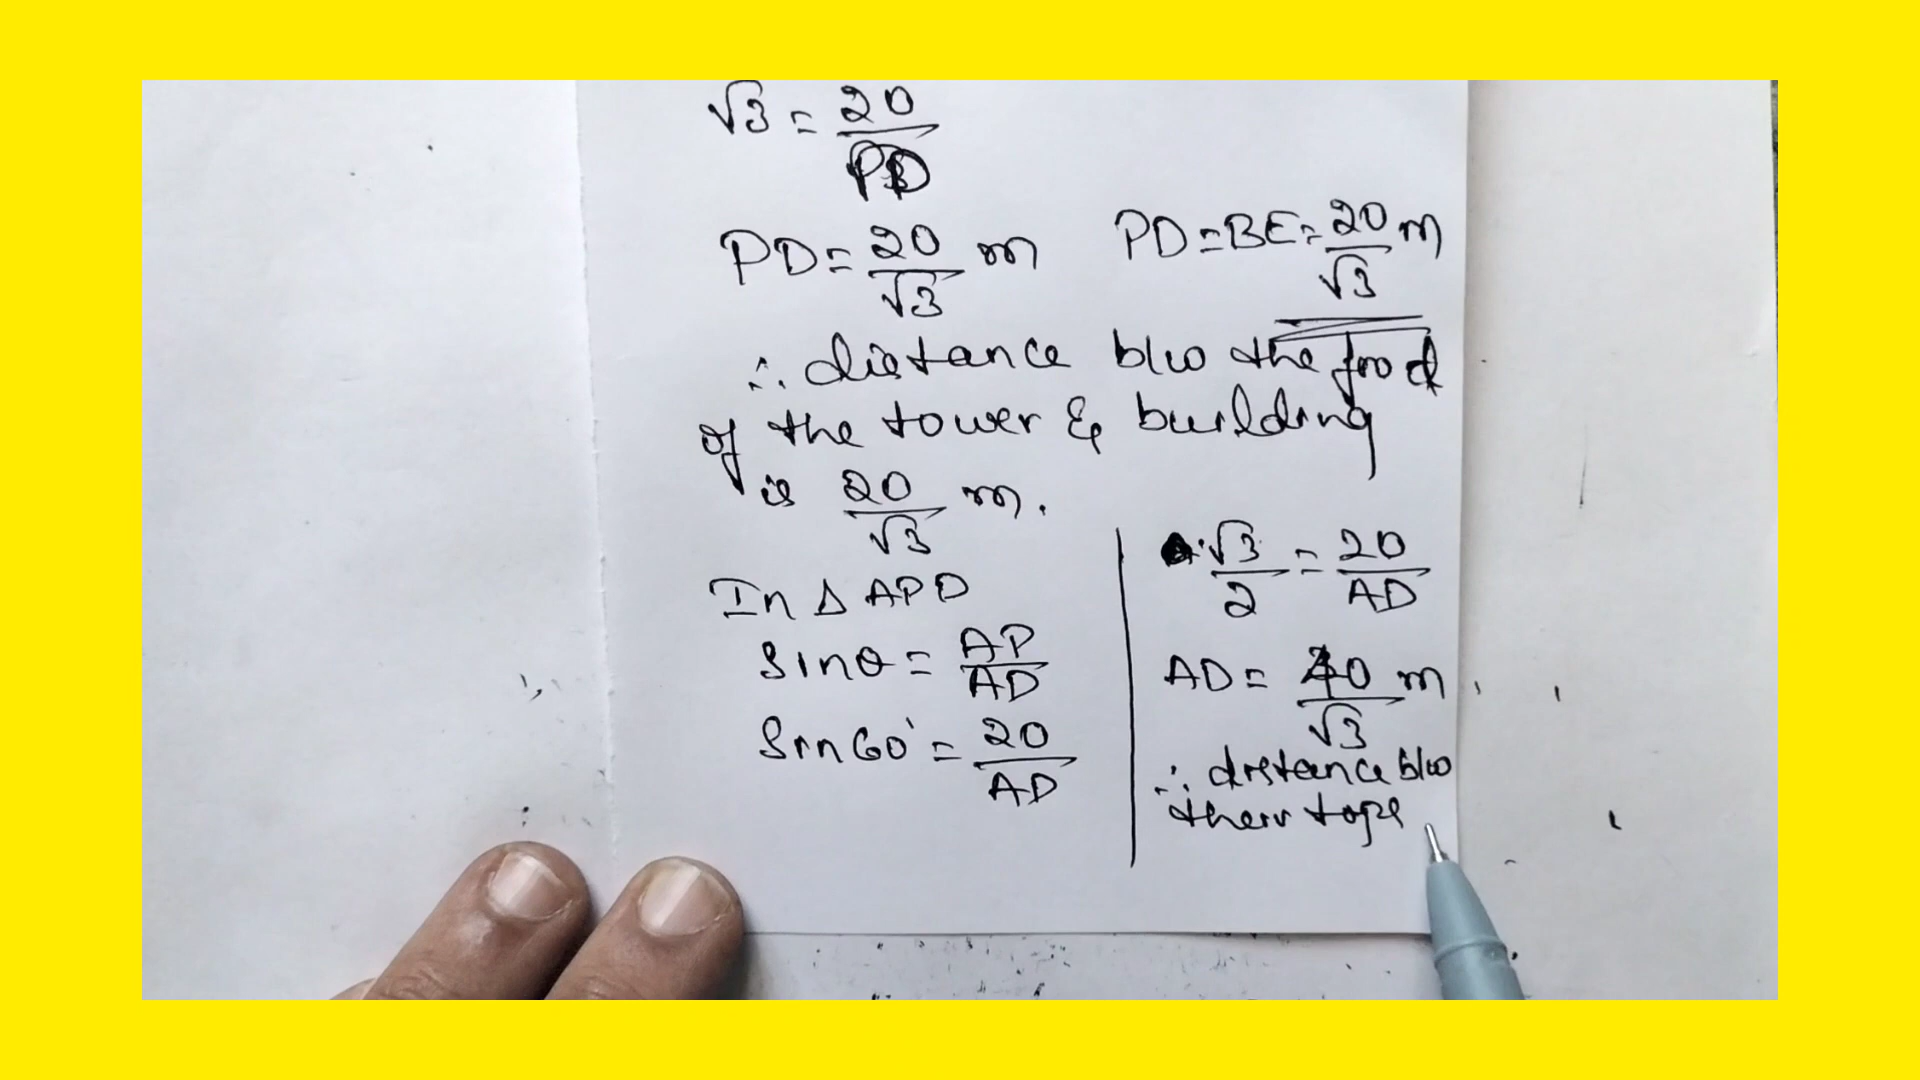 √3 = 20/PD
PD = 20/√3 m
PD = BE = 20/√3 m
∴ distance b/w the foot
of the tower & building
is 20/√3 m.
In Δ APD
Sinθ = AP/AD
Sin60° = 20/AD
√3/2 = 20/AD
AD = 40/√3 m
∴ distance b/w
their tops